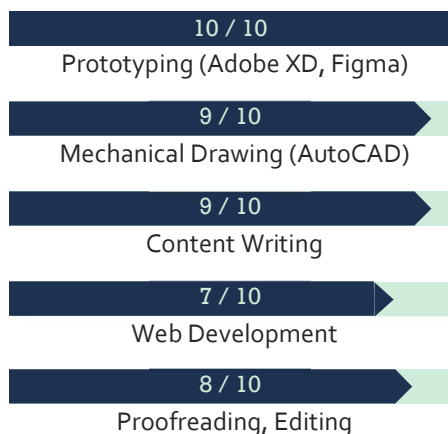 10 / 10
Prototyping (Adobe XD, Figma)
9 / 10
Mechanical Drawing (AutoCAD)
9 / 10
Content Writing
7 / 10
Web Development
8 / 10
Proofreading, Editing